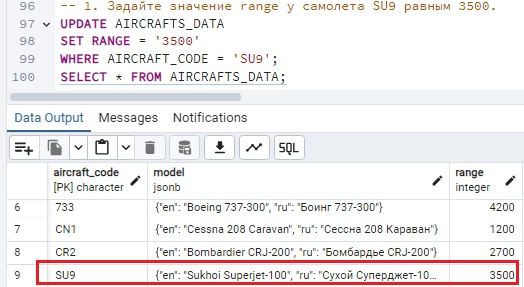 96 -- 1. Задайте значение range у самолета SU9 равным 3500.
97 UPDATE AIRCRAFTS_DATA
98 SET RANGE = '3500'
99 WHERE AIRCRAFT_CODE = 'SU9';
100 SELECT * FROM AIRCRAFTS_DATA;
Data Output Messages Notifications
SQL
aircraft_code model range
[PK] character jsonb integer
6 733 {"en": "Boeing 737-300", "ru": "Боинг 737-300"} 4200
7 CN1 {"en": "Cessna 208 Caravan", "ru": "Сессна 208 Караван"} 1200
8 CR2 {"en": "Bombardier CRJ-200", "ru": "Бомбардье CRJ-200"} 2700
9 SU9 {"en": "Sukhoi Superjet-100", "ru": "Сухой Суперджет-10... 3500